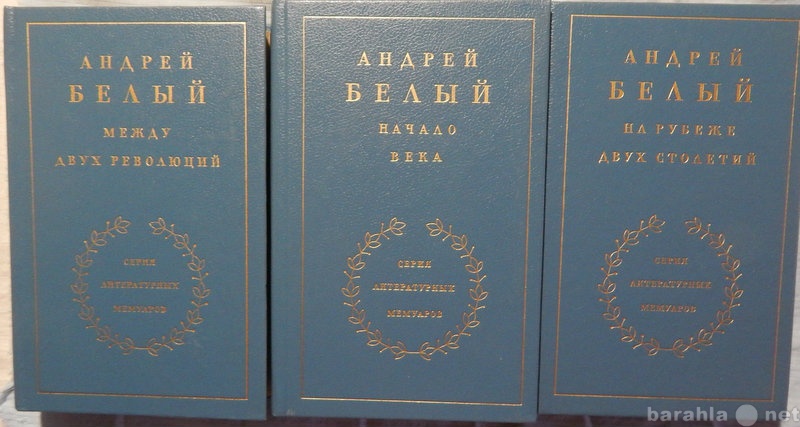 АНДРЕЙ
БЕЛЫЙ
МЕЖДУ
ДВУХ РЕВОЛЮЦИЙ
СЕРИЯ
ЛИТЕРАТУРНЫХ
МЕМУАРОВ
АНДРЕЙ
БЕЛЫЙ
НАЧАЛО
ВЕКА
СЕРИЯ
ЛИТЕРАТУРНЫХ
МЕМУАРОВ
АНДРЕЙ
БЕЛЫЙ
НА РУБЕЖЕ
ДВУХ СТОЛЕТИЙ
СЕРИЯ
ЛИТЕРАТУРНЫХ
МЕМУАРОВ
barahla net